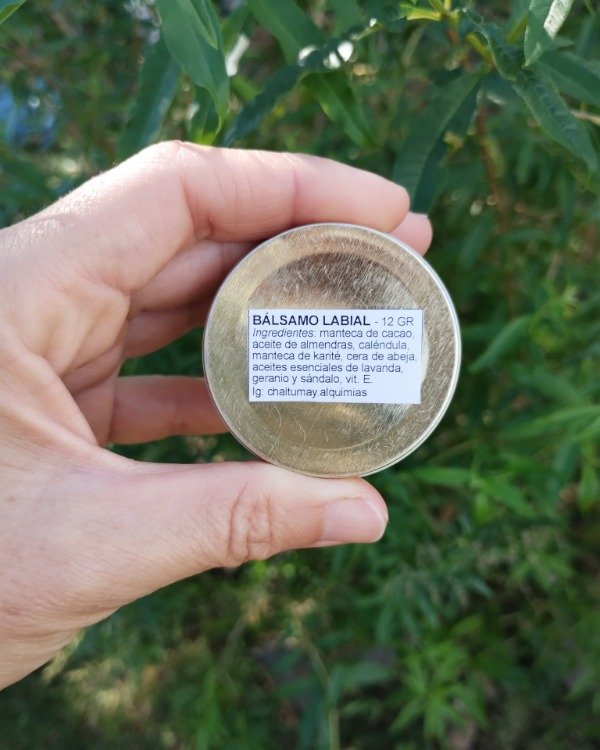 BÁLSAMO LABIAL - 12 GR
Ingredientes: manteca de cacao,
aceite de almendras, caléndula,
manteca de karité, cera de abeja,
aceites esenciales de lavanda,
geranio y sándalo, vit. E.
Ig: chaltumay.alquimias